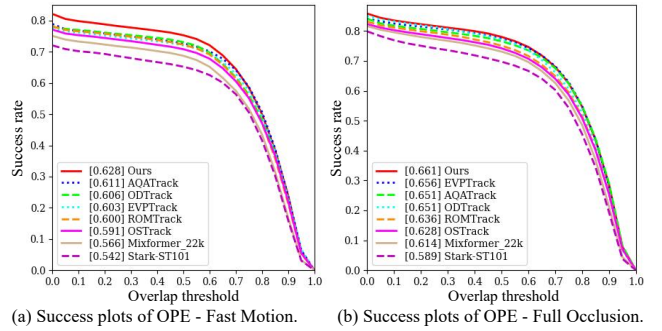 Success rate
0.8
0.7
0.6
0.5
0.4
0.3
0.2
0.1
0.0
[0.628] Ours
[0.611] AQATrack
[0.606] ODTrack
[0.603] EVPTrack
[0.600] ROMTrack
[0.591] OSTrack
[0.566] Mixformer_22k
[0.542] Stark-ST101
0.0 0.1 0.2 0.3 0.4 0.5 0.6 0.7 0.8 0.9 1.0
Overlap threshold
(a) Success plots of OPE - Fast Motion.
Success rate
0.8
0.7
0.6
0.5
0.4
0.3
0.2
0.1
0.0
[0.661] Ours
[0.656] EVPTrack
[0.651] AQATrack
[0.651] ODTrack
[0.636] ROMTrack
[0.628] OSTrack
[0.614] Mixformer_22k
[0.589] Stark-ST101
0.0 0.1 0.2 0.3 0.4 0.5 0.6 0.7 0.8 0.9 1.0
Overlap threshold
(b) Success plots of OPE - Full Occlusion.